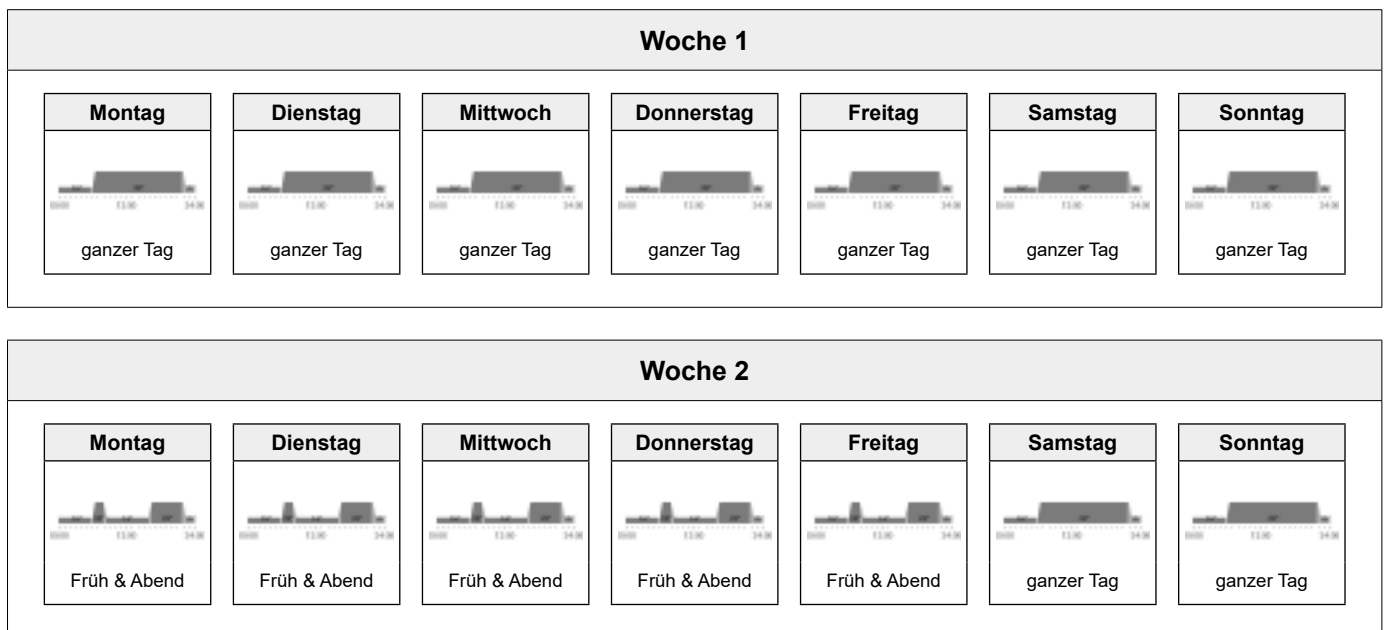 Woche 1
Montag Dienstag Mittwoch Donnerstag Freitag Samstag Sonntag
ganzer Tag ganzer Tag ganzer Tag ganzer Tag ganzer Tag ganzer Tag ganzer Tag
Woche 2
Montag Dienstag Mittwoch Donnerstag Freitag Samstag Sonntag
Früh & Abend Früh & Abend Früh & Abend Früh & Abend Früh & Abend ganzer Tag ganzer Tag